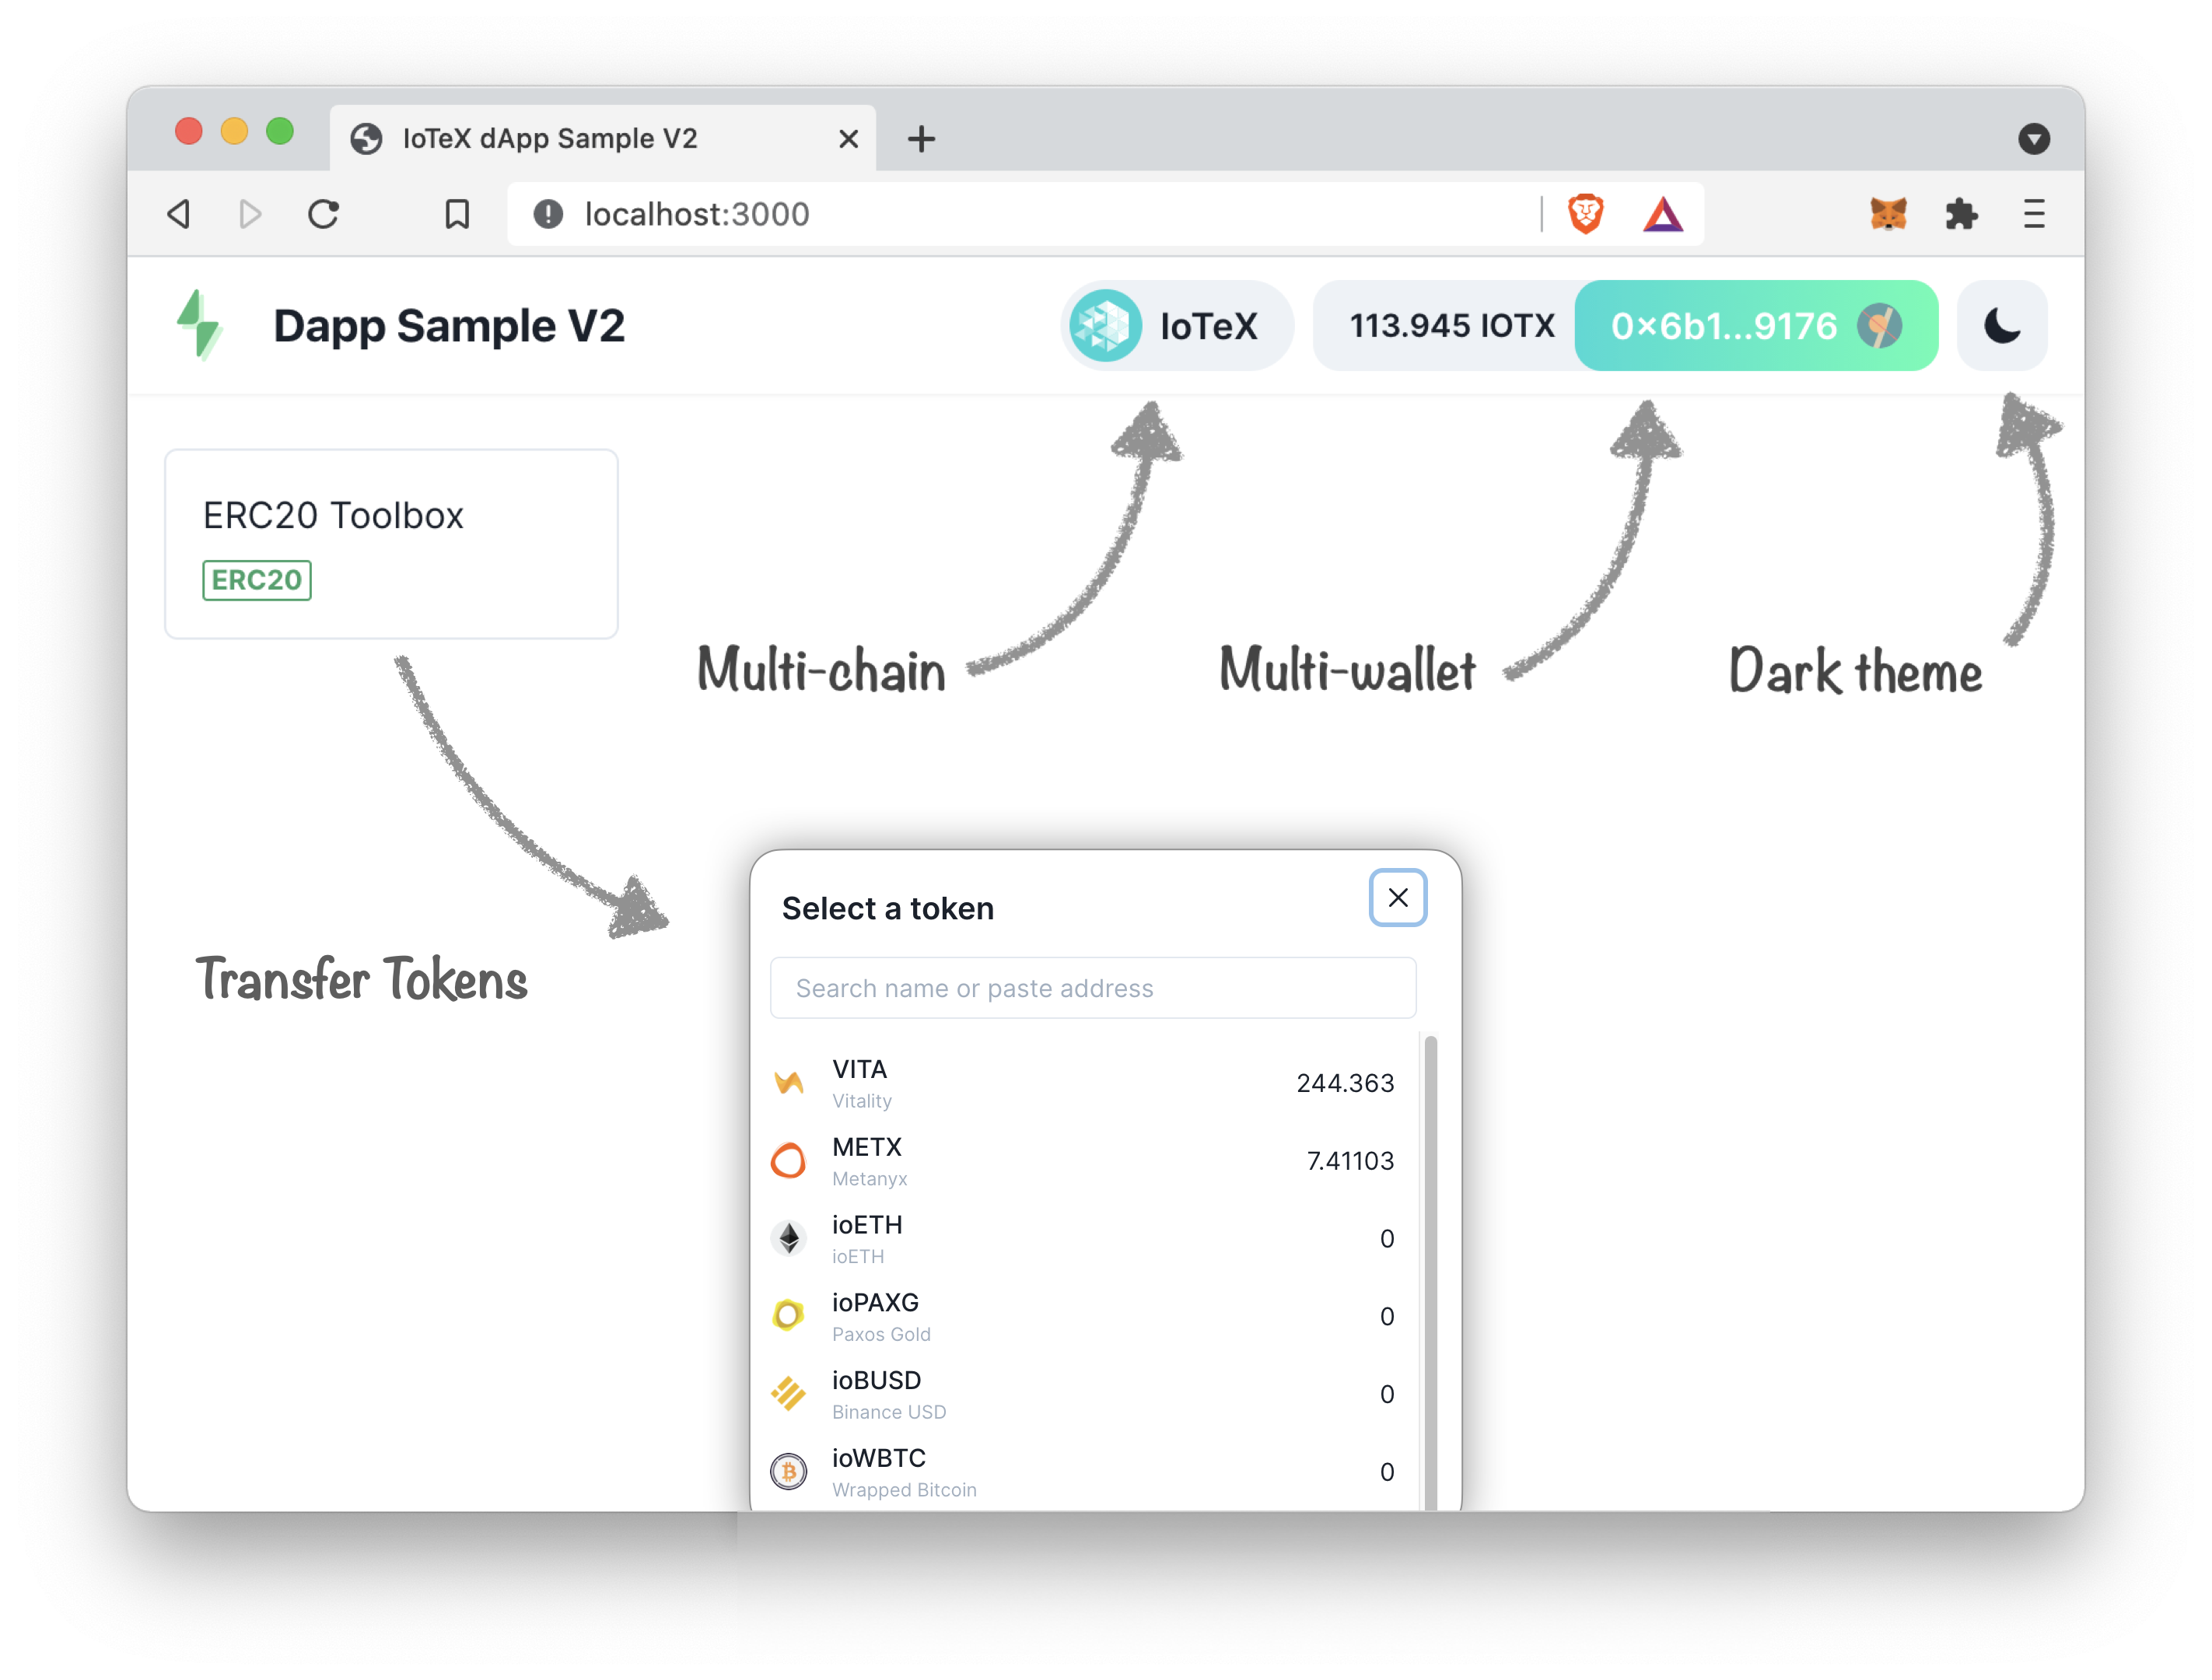 IoTeX dApp Sample V2
localhost:3000
Dapp Sample V2
IoTeX
113.945 IOTX
0x6b1...9176
ERC20 Toolbox
ERC20
Multi-chain
Multi-wallet
Dark theme
Transfer Tokens
Select a token
Search name or paste address
VITA
Vitality
244.363
METX
Metanyx
7.41103
ioETH
ioETH
0
ioPAXG
Paxos Gold
0
ioBUSD
Binance USD
0
ioWBTC
Wrapped Bitcoin
0